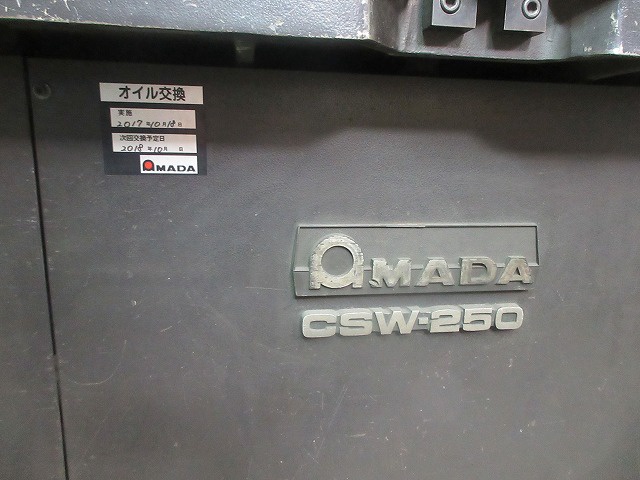 オイル交換
実施
2017年10月18日
次回交換予定日
2018年10月 日
AMADA
AMADA
CSW-250